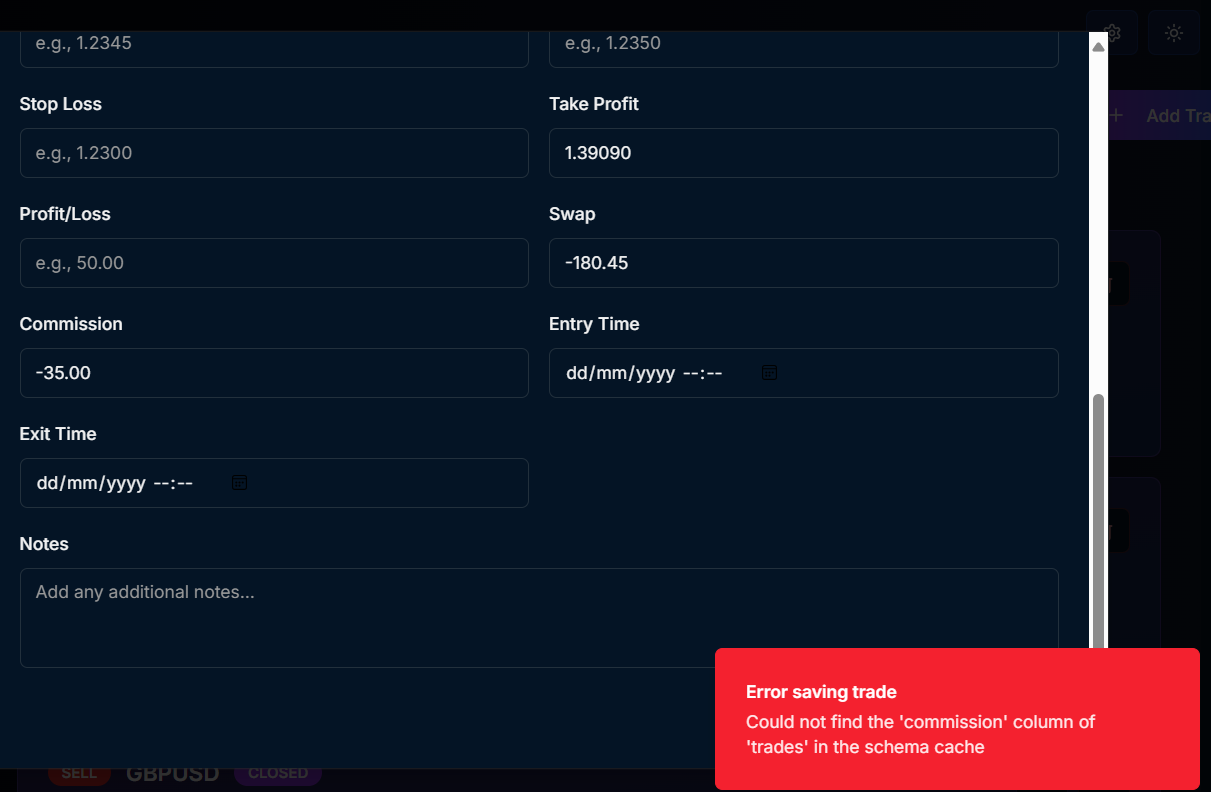 e.g., 1.2345 e.g., 1.2350
Stop Loss Take Profit
+ Add Tra
e.g., 1.2300 1.39090
Profit/Loss Swap
e.g., 50.00 -180.45
Commission Entry Time
-35.00 dd/mm/yyyy --:--
Exit Time
dd/mm/yyyy --:--
Notes
Add any additional notes...
Error saving trade
Could not find the 'commission' column of
'trades' in the schema cache
SELL GBPUSD CLOSED